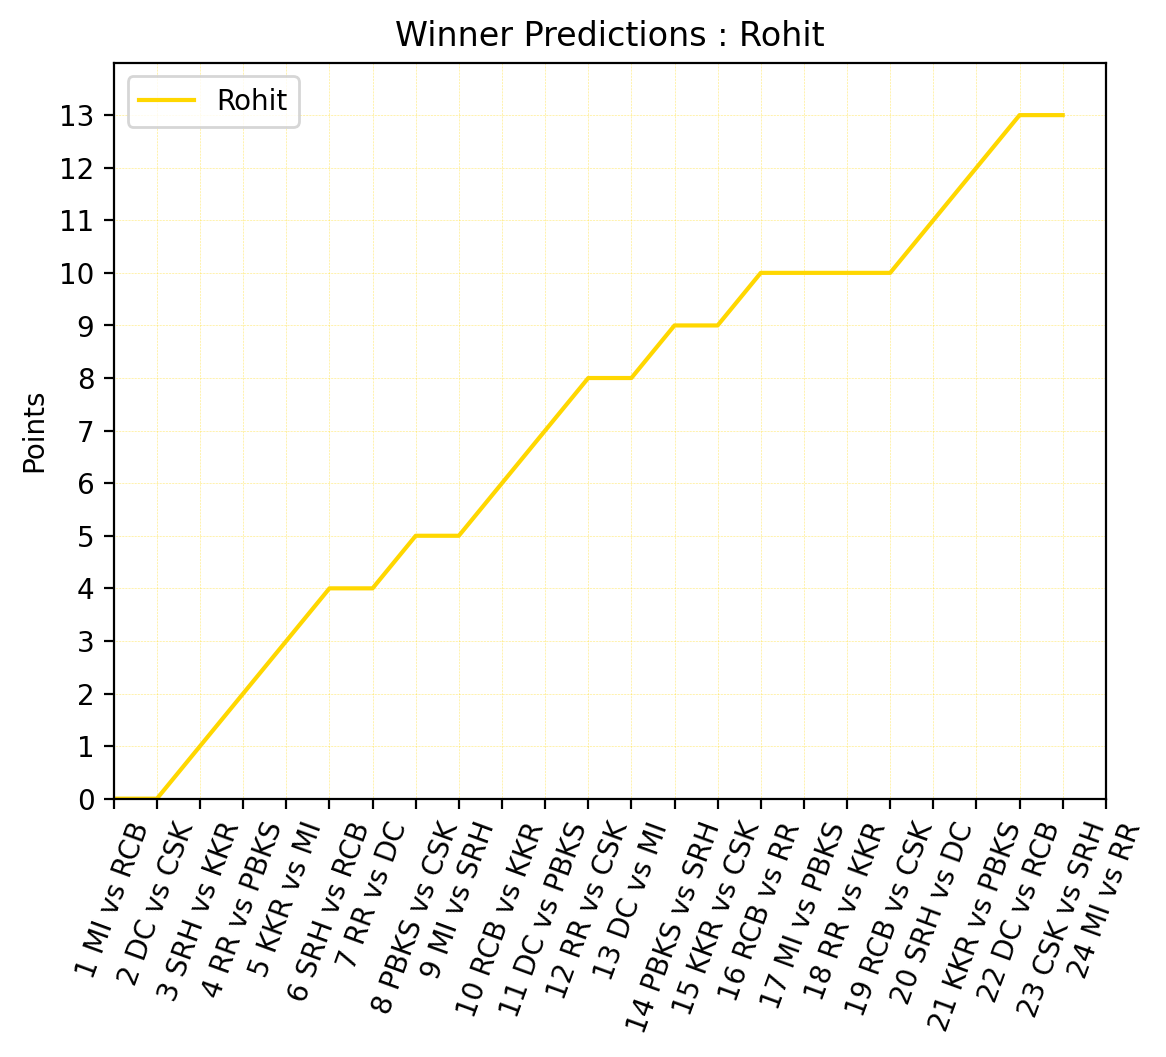 Winner Predictions : Rohit
Rohit
Points
13
12
11
10
9
8
7
6
5
4
3
2
1
0
1 MI vs RCB
2 DC vs CSK
3 SRH vs KKR
4 RR vs PBKS
5 KKR vs MI
6 SRH vs RCB
7 RR vs DC
8 PBKS vs CSK
9 MI vs SRH
10 RCB vs KKR
11 DC vs PBKS
12 RR vs CSK
13 DC vs MI
14 PBKS vs SRH
15 KKR vs CSK
16 RCB vs RR
17 MI vs PBKS
18 RR vs KKR
19 RCB vs CSK
20 SRH vs DC
21 KKR vs PBKS
22 DC vs RCB
23 CSK vs SRH
24 MI vs RR